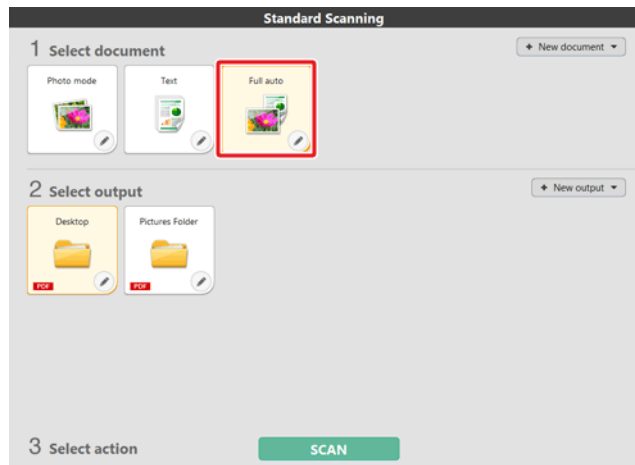 Standard Scanning
1 Select document
+ New document
Photo mode
Text
Full auto
2 Select output
+ New output
Desktop
Pictures Folder
PDF
PDF
3 Select action
SCAN